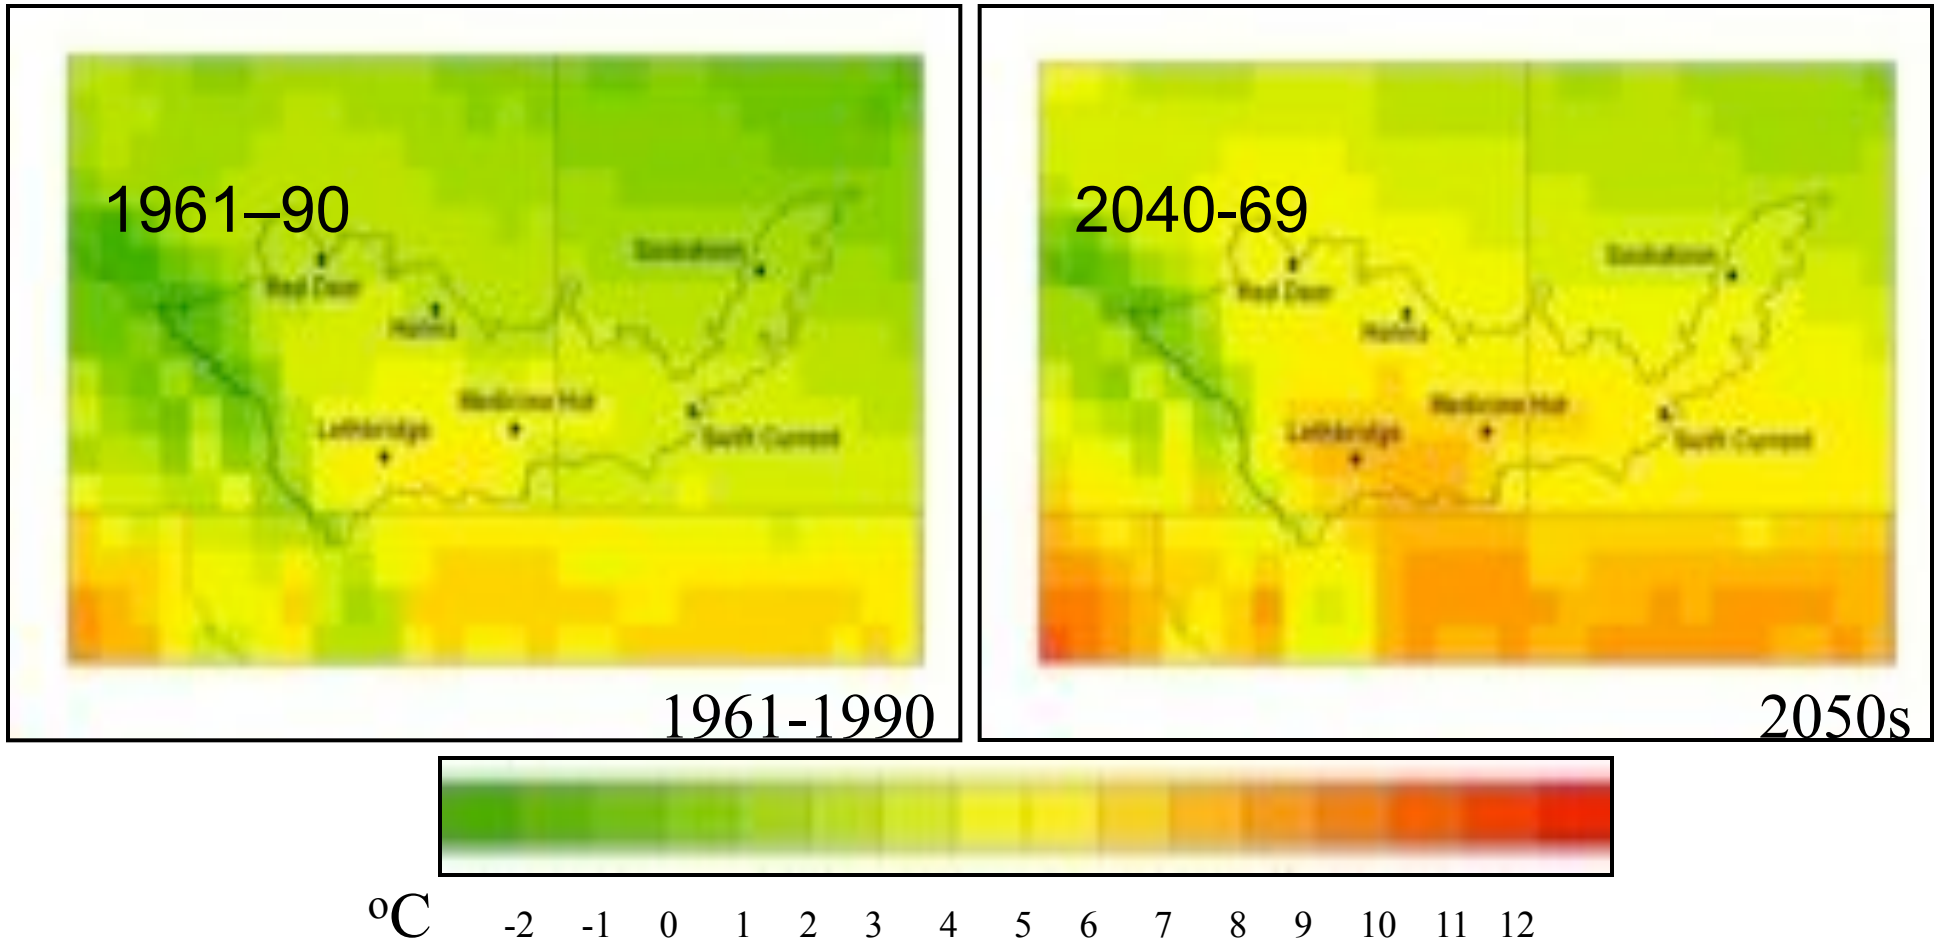 1961–90
Saskatoon
Red Deer
Hanna
Medicine Hat
Lethbridge
Swift Current
1961-1990
2040-69
Saskatoon
Red Deer
Hanna
Medicine Hat
Lethbridge
Swift Current
2050s
oC -2 -1 0 1 2 3 4 5 6 7 8 9 10 11 12